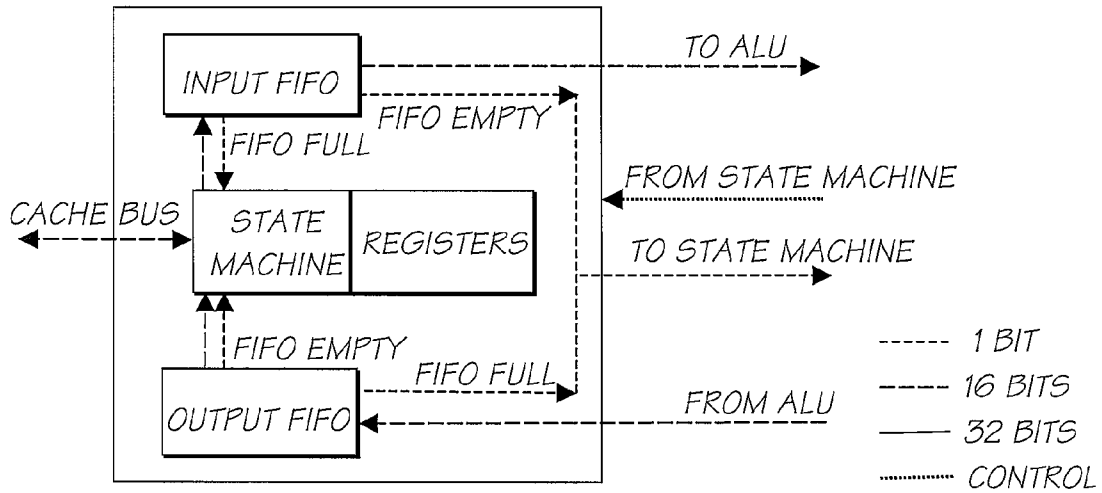 TO ALU
INPUT FIFO
FIFO EMPTY
FIFO FULL
FROM STATE MACHINE
CACHE BUS
STATE
MACHINE
REGISTERS
TO STATE MACHINE
FIFO EMPTY
FIFO FULL
OUTPUT FIFO
FROM ALU
1 BIT
16 BITS
32 BITS
CONTROL